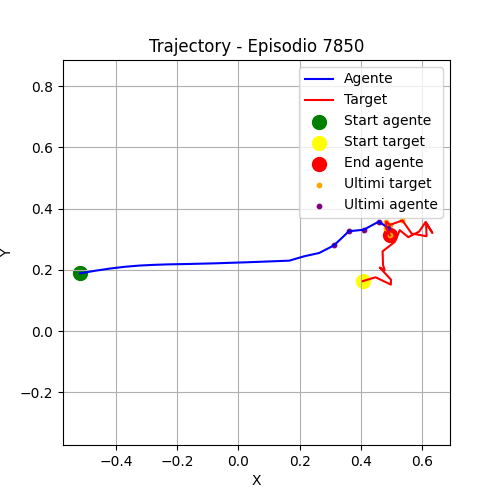 Trajectory - Episodio 7850
Agente
Target
Start agente
Start target
End agente
Ultimi target
Ultimi agente
Y
0.8
0.6
0.4
0.2
0.0
−0.2
−0.4 −0.2 0.0 0.2 0.4 0.6
X